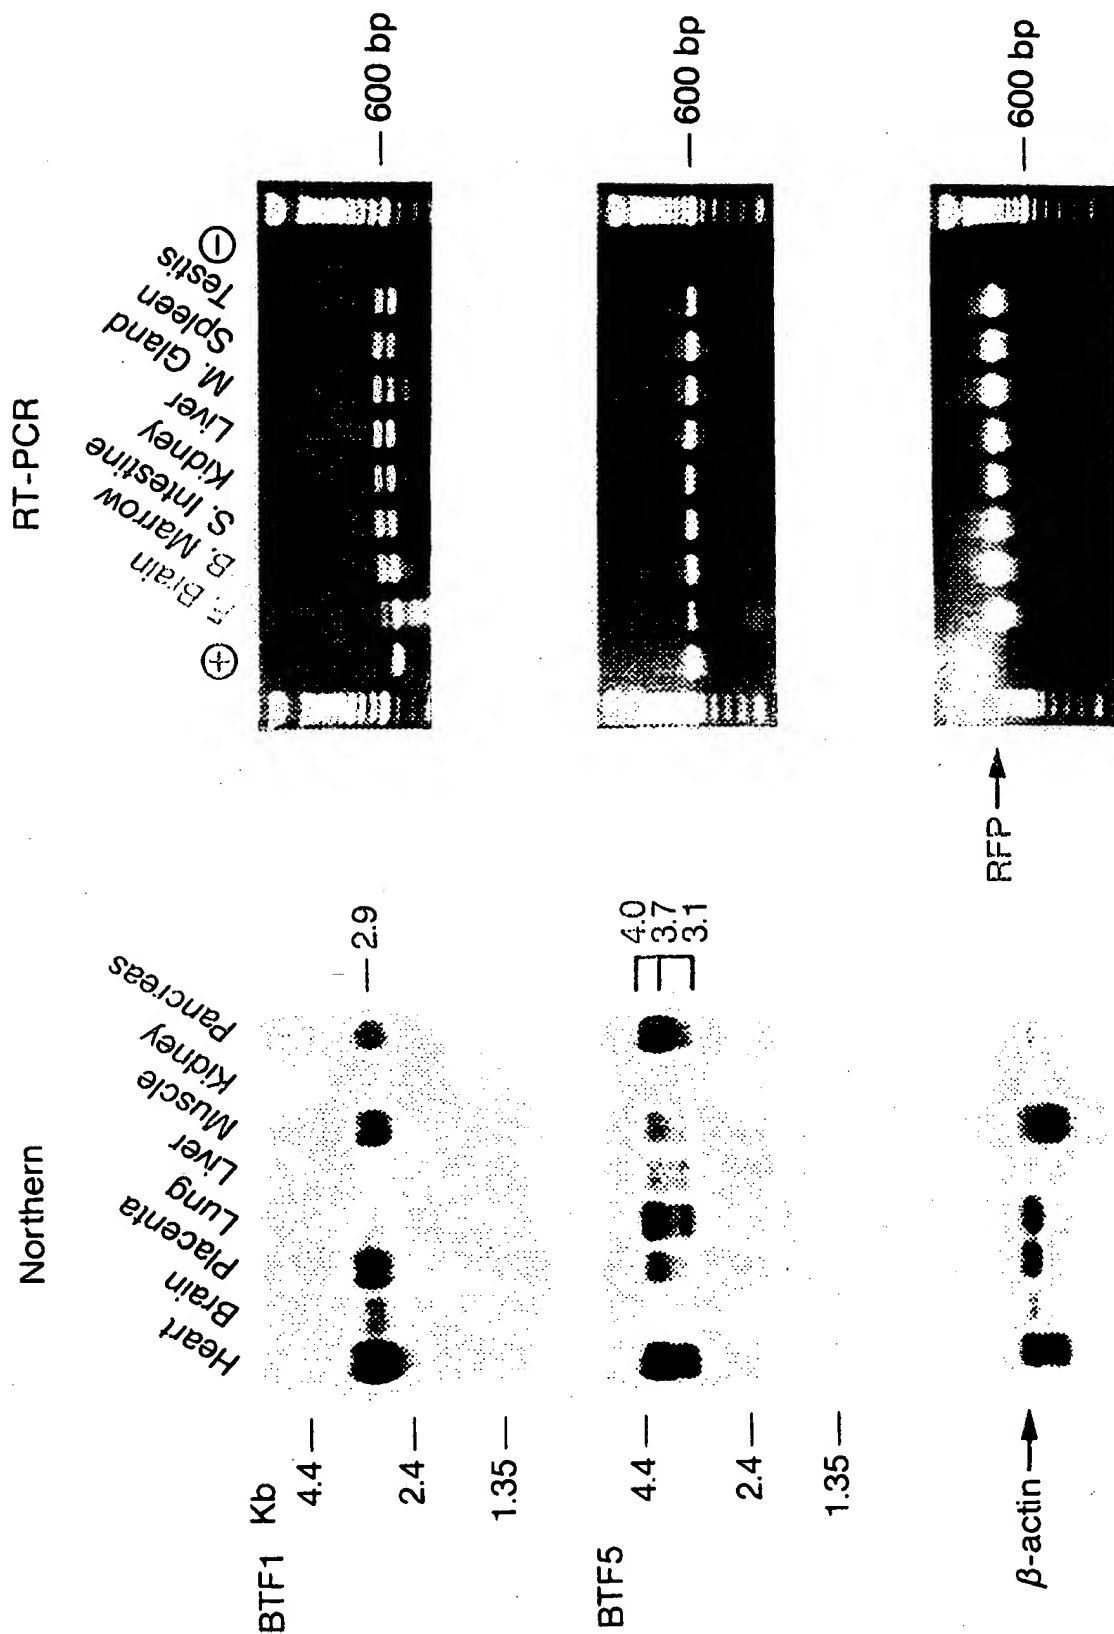 Northern
RT-PCR
Heart
Brain
Placenta
Lung
Liver
Muscle
Kidney
Pancreas
⊕
F. Brain
B. Marrow
S. Intestine
Kidney
Liver
M. Gland
Spleen
Testis
⊖
BTF1
Kb
4.4
2.4
1.35
2.9
600 bp
BTF5
4.4
2.4
1.35
4.0
3.7
3.1
600 bp
β-actin
RFP
600 bp